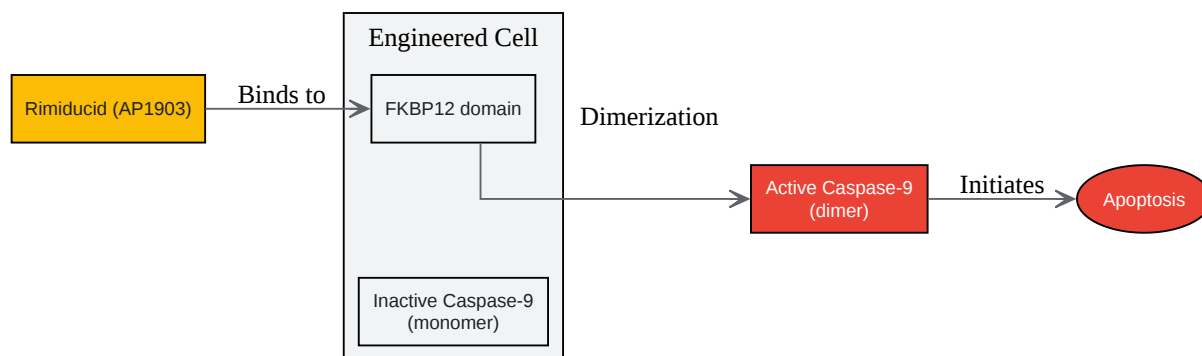 Engineered Cell
Rimiducid (AP1903)
Binds to
FKBP12 domain
Dimerization
Active Caspase-9
(dimer)
Initiates
Apoptosis
Inactive Caspase-9
(monomer)